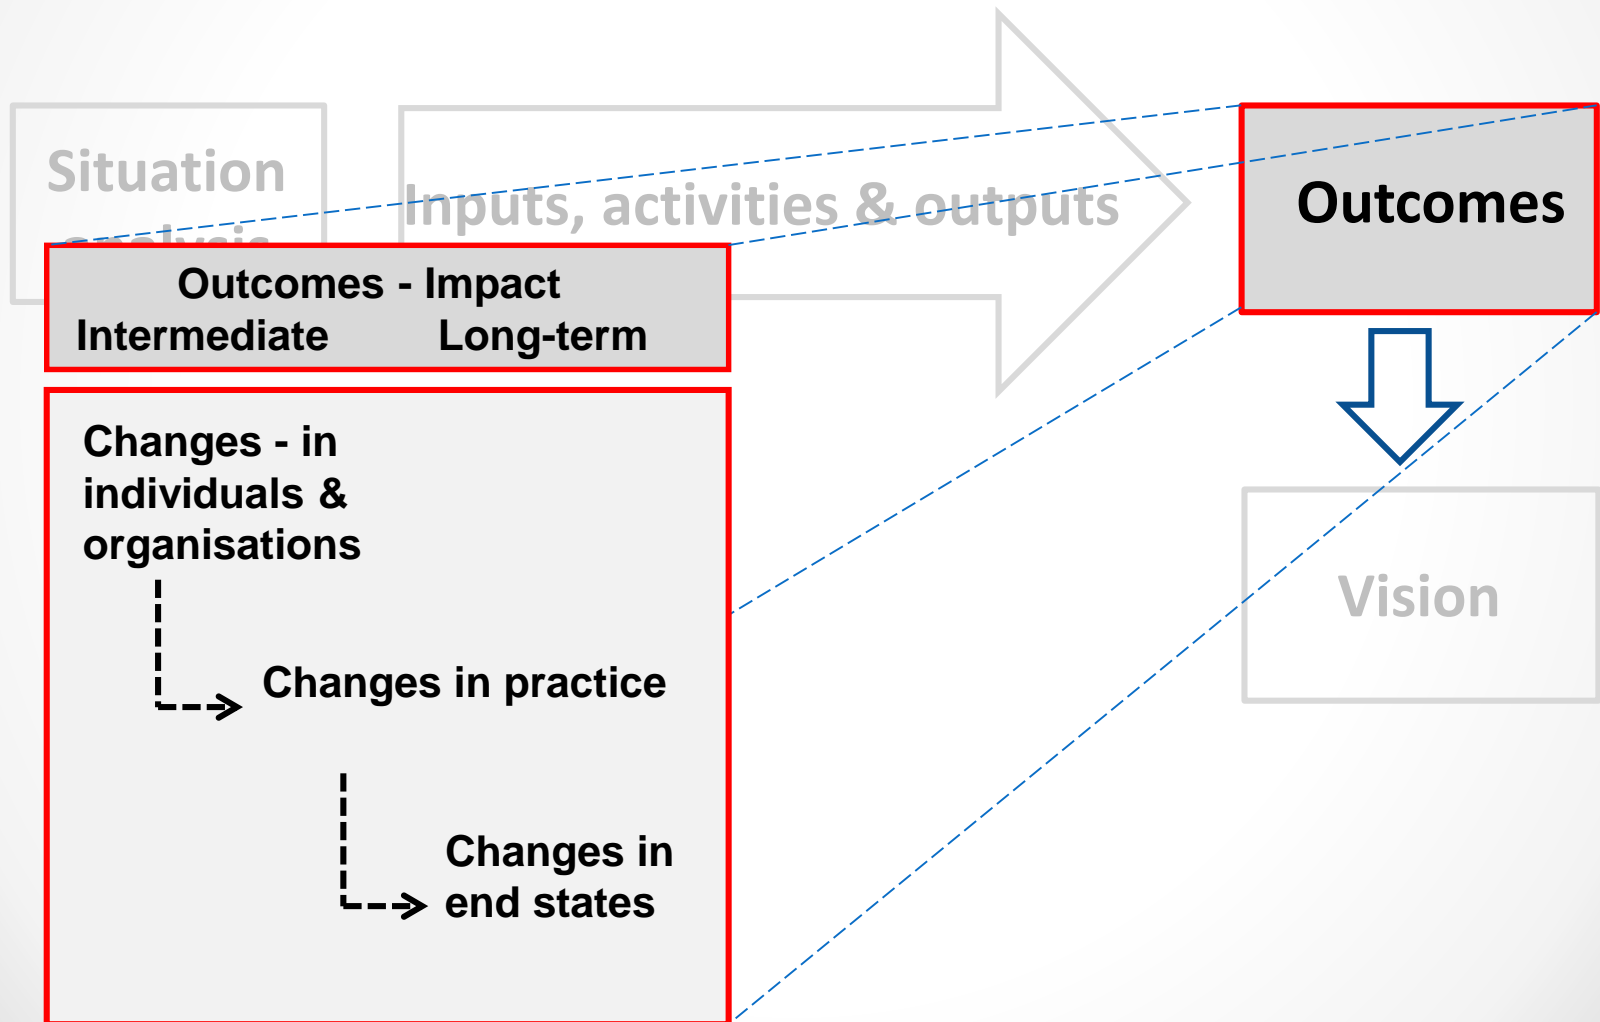 Situation
analysis
Inputs, activities & outputs
Outcomes
Outcomes - Impact
Intermediate Long-term
Changes - in
individuals &
organisations
Changes in practice
Changes in
end states
Vision